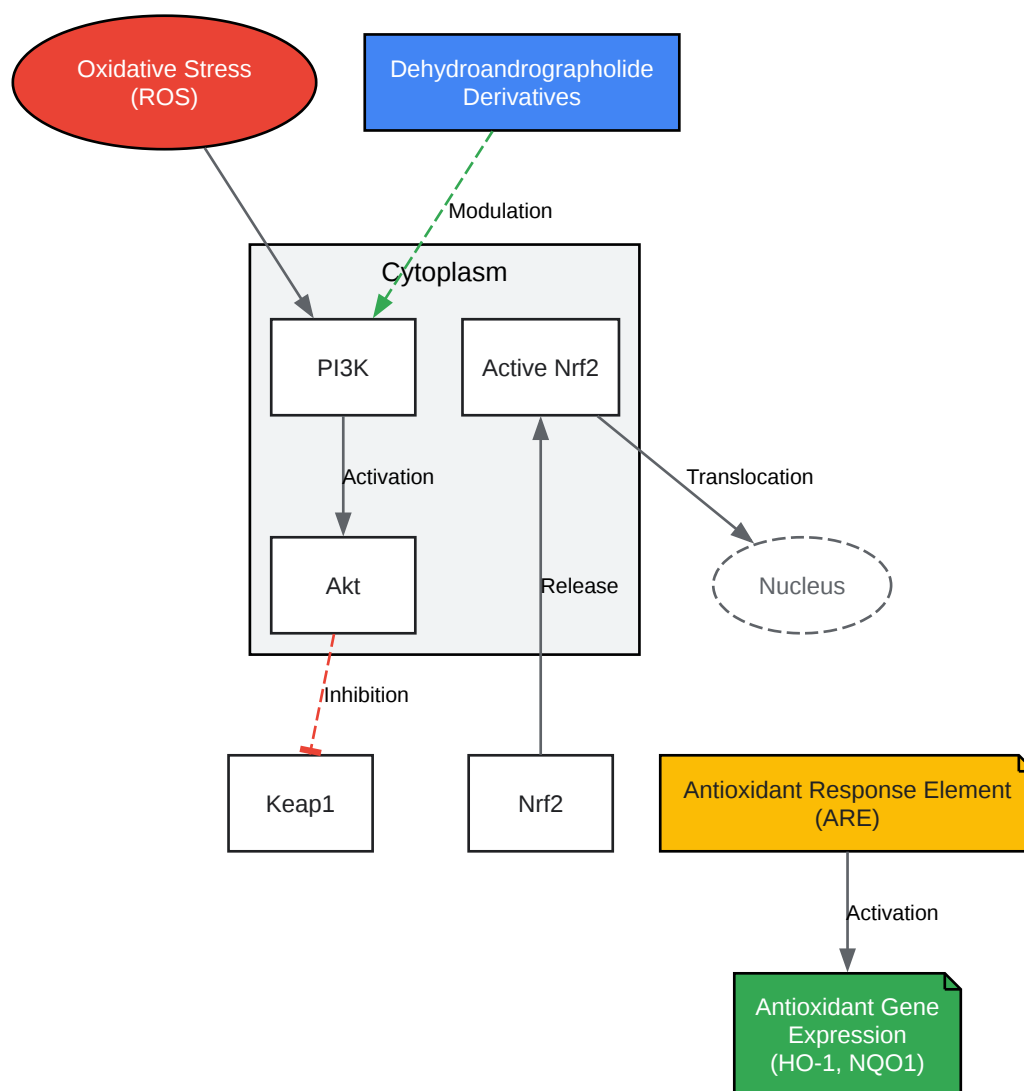 Oxidative Stress
(ROS)
Dehydroandrographolide
Derivatives
Modulation
Cytoplasm
PI3K
Active Nrf2
Activation
Translocation
Akt
Release
Nucleus
Inhibition
Keap1
Nrf2
Antioxidant Response Element
(ARE)
Activation
Antioxidant Gene
Expression
(HO-1, NQO1)